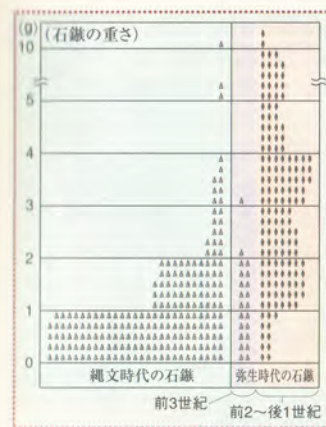 (g)
(石鏃の重さ)
10
5
4
3
2
1
0
縄文時代の石鏃
弥生時代の石鏃
前3世紀
前2〜後1世紀